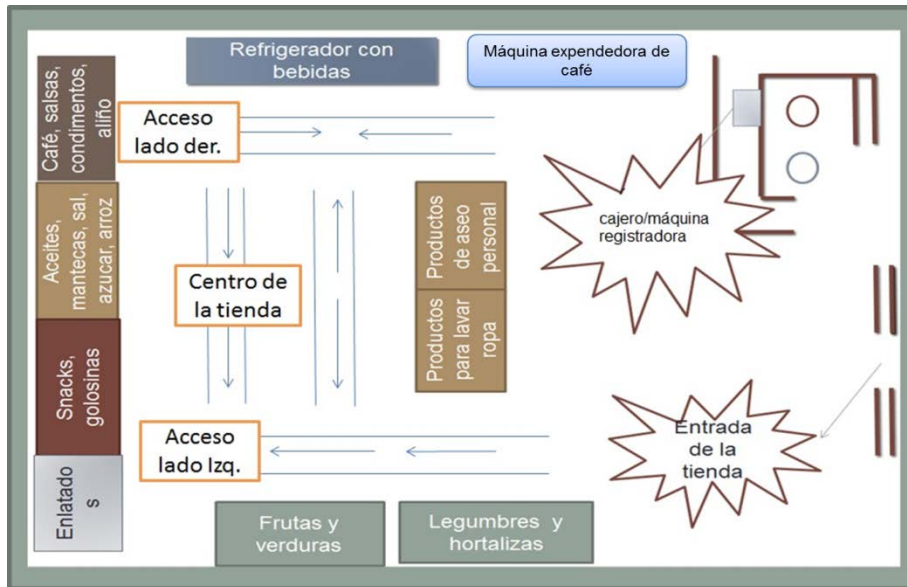 Refrigerador con
bebidas
Máquina expendedora de
café
Café, salsas,
condimentos,
aliño
Acceso
lado der.
cajero/máquina
registradora
Aceites,
mantecas, sal,
azucar, arroz
Centro de
la tienda
Productos
de aseo
personal
Productos
para lavar
ropa
Snacks,
golosinas
Acceso
lado Izq.
Entrada
de la
tienda
Enlatado
s
Frutas y
verduras
Legumbres y
hortalizas